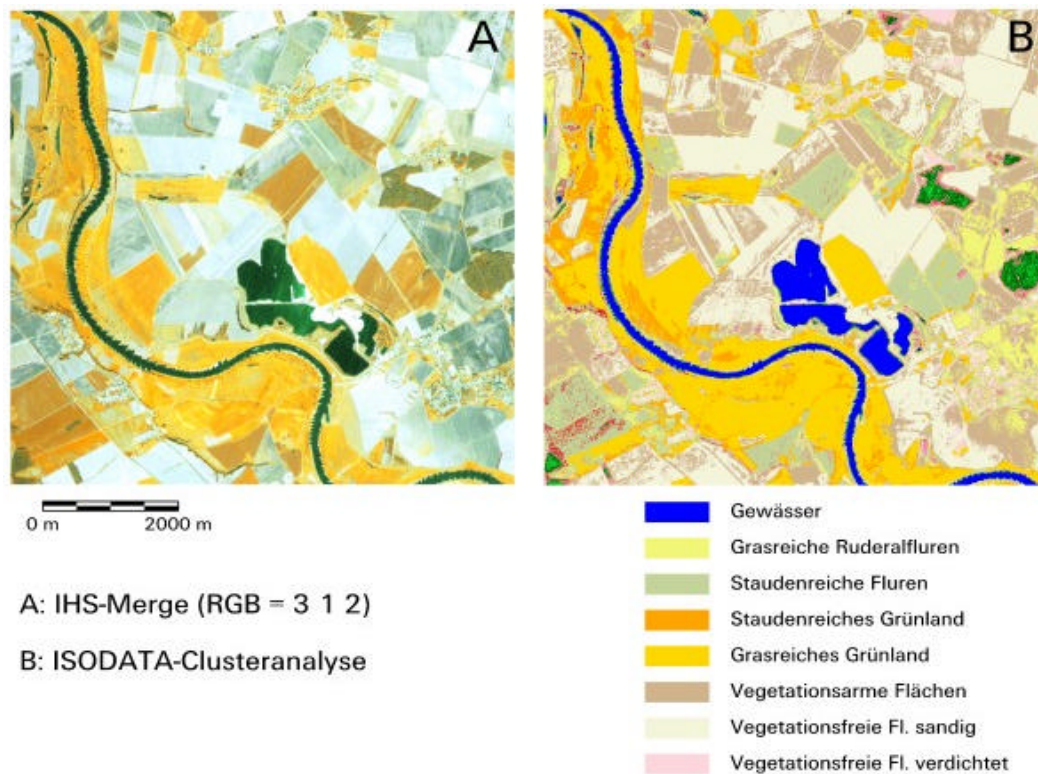 A
B
0 m 2000 m
A: IHS-Merge (RGB = 3 1 2)
B: ISODATA-Clusteranalyse
Gewässer
Grasreiche Ruderalfluren
Staudenreiche Fluren
Staudenreiches Grünland
Grasreiches Grünland
Vegetationsarme Flächen
Vegetationsfreie Fl. sandig
Vegetationsfreie Fl. verdichtet